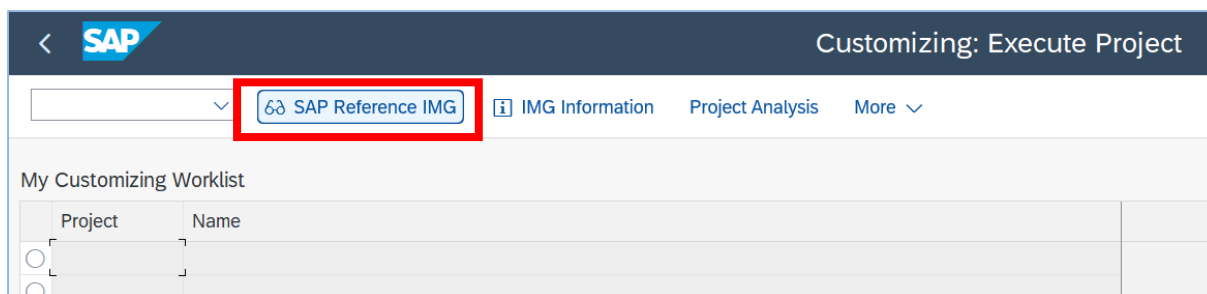 SAP Customizing: Execute Project
SAP Reference IMG IMG Information Project Analysis More
My Customizing Worklist
Project Name